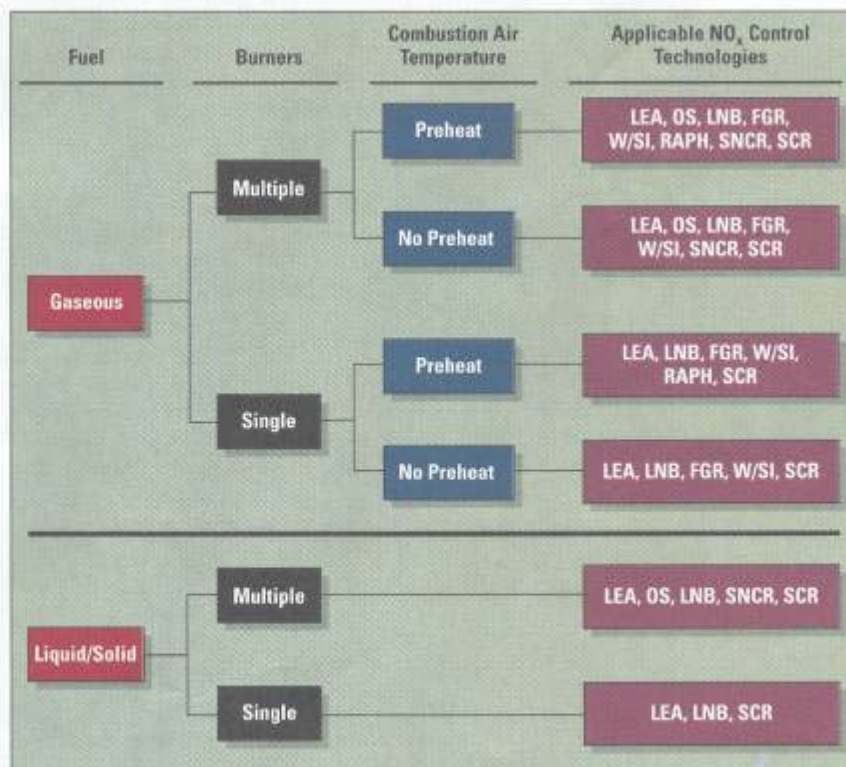 Fuel
Burners
Combustion Air
Temperature
Applicable NOx Control
Technologies
Gaseous
Multiple
Preheat
LEA, OS, LNB, FGR,
W/SI, RAPH, SNCR, SCR
No Preheat
LEA, OS, LNB, FGR,
W/SI, SNCR, SCR
Single
Preheat
LEA, LNB, FGR, W/SI,
RAPH, SCR
No Preheat
LEA, LNB, FGR, W/SI, SCR
Liquid/Solid
Multiple
LEA, OS, LNB, SNCR, SCR
Single
LEA, LNB, SCR